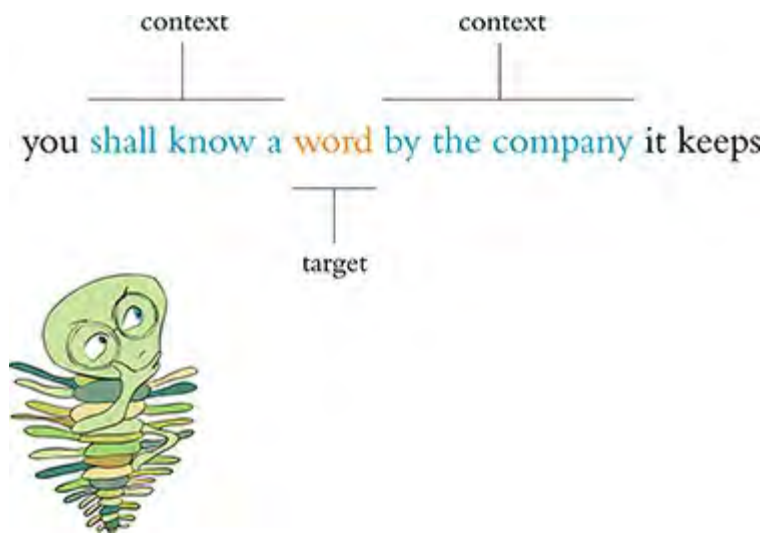 context context
you shall know a word by the company it keeps
target